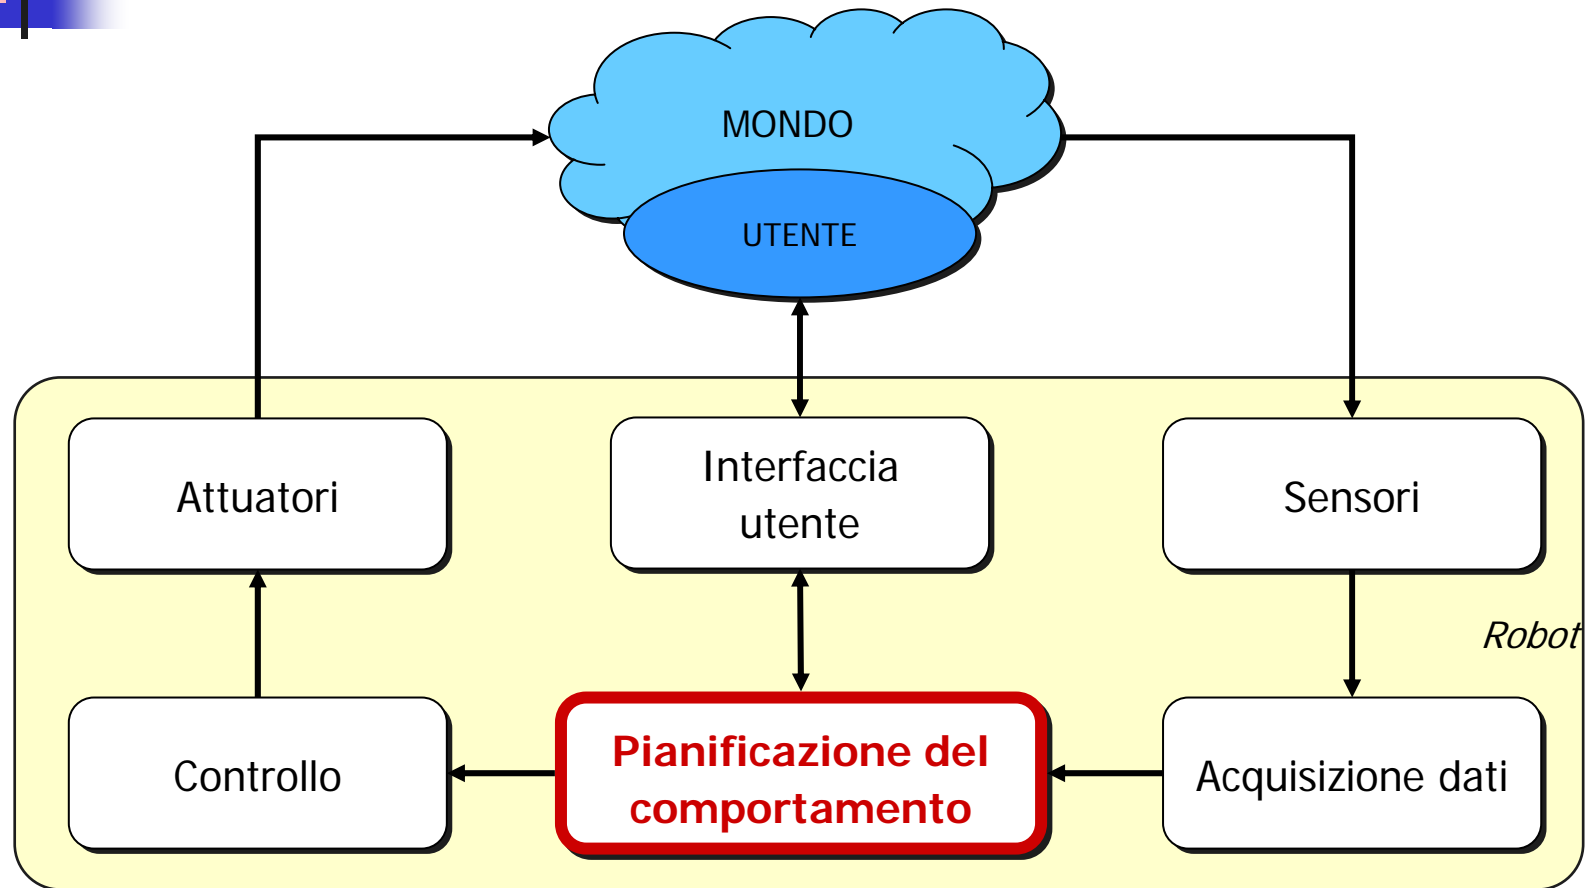 MONDO
UTENTE
Attuatori
Interfaccia
utente
Sensori
Robot
Controllo
Pianificazione del
comportamento
Acquisizione dati